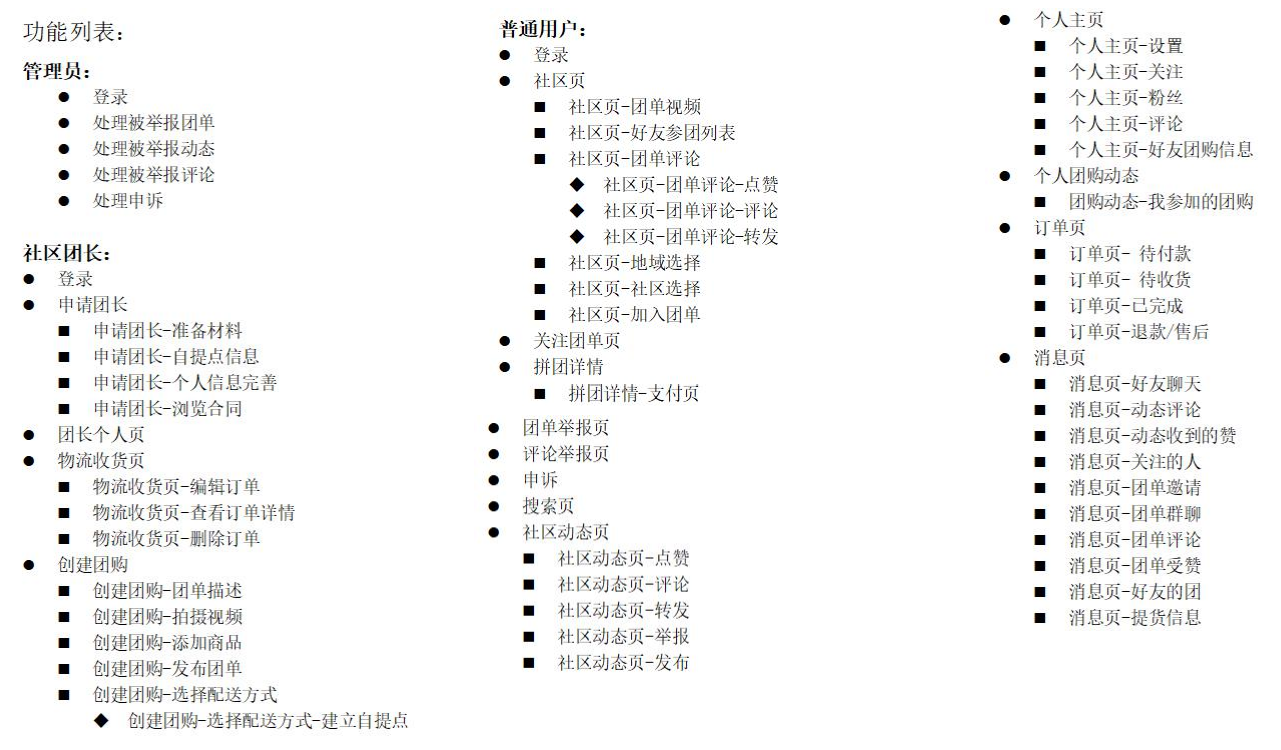 功能列表：
管理员：
登录
处理被举报团单
处理被举报动态
处理被举报评论
处理申诉
社区团长：
登录
申请团长
申请团长-准备材料
申请团长-自提点信息
申请团长-个人信息完善
申请团长-浏览合同
团长个人页
物流收货页
物流收货页-编辑订单
物流收货页-查看订单详情
物流收货页-删除订单
创建团购
创建团购-团单描述
创建团购-拍摄视频
创建团购-添加商品
创建团购-发布团单
创建团购-选择配送方式
创建团购-选择配送方式-建立自提点
普通用户：
登录
社区页
社区页-团单视频
社区页-好友参团列表
社区页-团单评论
社区页-团单评论-点赞
社区页-团单评论-评论
社区页-团单评论-转发
社区页-地域选择
社区页-社区选择
社区页-加入团单
关注团单页
拼团详情
拼团详情-支付页
团单举报页
评论举报页
申诉
搜索页
社区动态页
社区动态页-点赞
社区动态页-评论
社区动态页-转发
社区动态页-举报
社区动态页-发布
个人主页
个人主页-设置
个人主页-关注
个人主页-粉丝
个人主页-评论
个人主页-好友团购信息
个人团购动态
团购动态-我参加的团购
订单页
订单页- 待付款
订单页- 待收货
订单页-已完成
订单页-退款/售后
消息页
消息页-好友聊天
消息页-动态评论
消息页-动态收到的赞
消息页-关注的人
消息页-团单邀请
消息页-团单群聊
消息页-团单评论
消息页-团单受赞
消息页-好友的团
消息页-提货信息